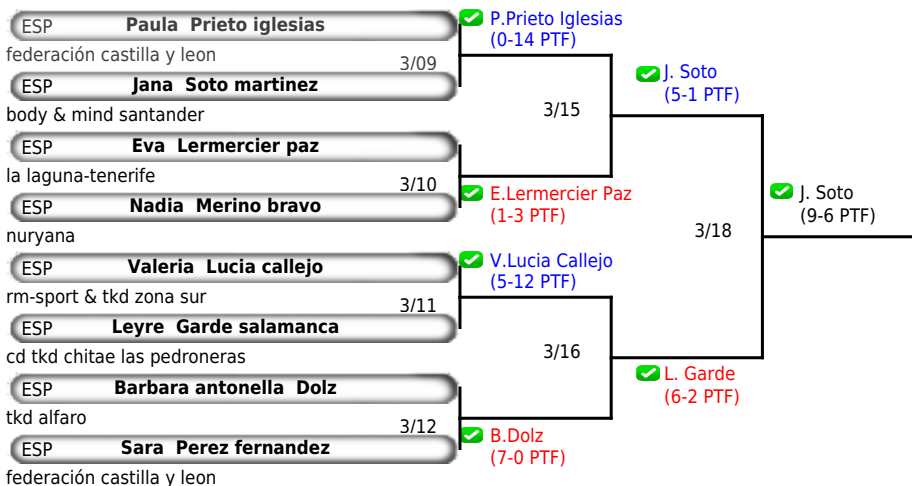 ESP Paula Prieto iglesias
federación castilla y leon
3/09
ESP Jana Soto martinez
body & mind santander
ESP Eva Lermercier paz
la laguna-tenerife
3/10
ESP Nadia Merino bravo
nuryana
ESP Valeria Lucia callejo
rm-sport & tkd zona sur
3/11
ESP Leyre Garde salamanca
cd tkd chitae las pedroneras
ESP Barbara antonella Dolz
tkd alfaro
3/12
ESP Sara Perez fernandez
federación castilla y leon
P.Prieto Iglesias
(0-14 PTF)
3/15
E.Lermercier Paz
(1-3 PTF)
V.Lucia Callejo
(5-12 PTF)
3/16
B.Dolz
(7-0 PTF)
J. Soto
(5-1 PTF)
3/18
L. Garde
(6-2 PTF)
J. Soto
(9-6 PTF)